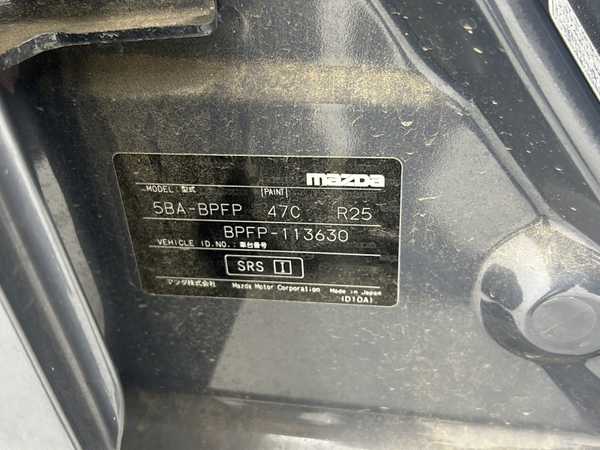 mazda
MODEL:型式 [PAINT]
5BA-BPFP 47C R25
BPFP-113630
VEHICLE ID.NO.:車台番号
SRS II
マツダ株式会社 Mazda Motor Corporation Made in Japan
(D10A)